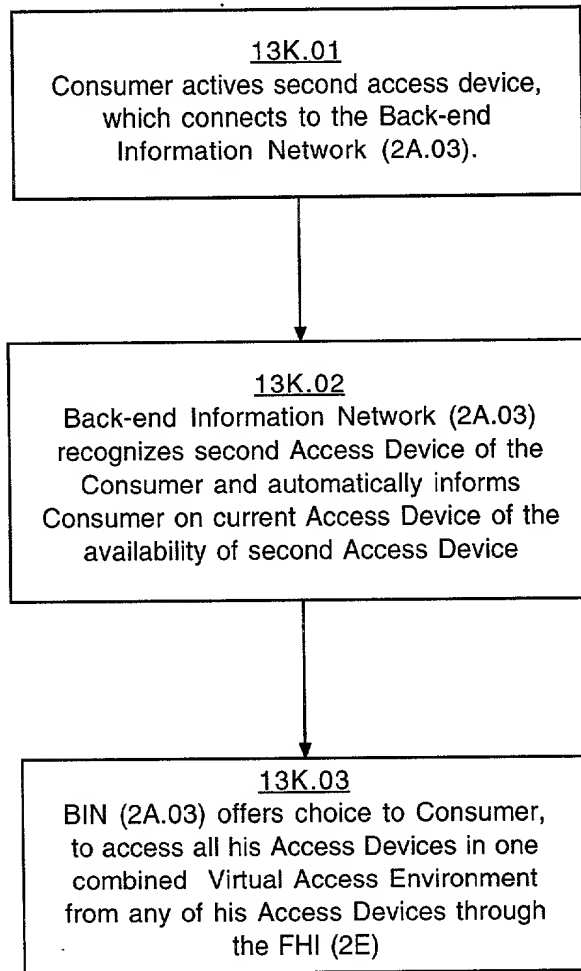 13K.01
Consumer actives second access device,
which connects to the Back-end
Information Network (2A.03).
13K.02
Back-end Information Network (2A.03)
recognizes second Access Device of the
Consumer and automatically informs
Consumer on current Access Device of the
availability of second Access Device
13K.03
BIN (2A.03) offers choice to Consumer,
to access all his Access Devices in one
combined Virtual Access Environment
from any of his Access Devices through
the FHI (2E)